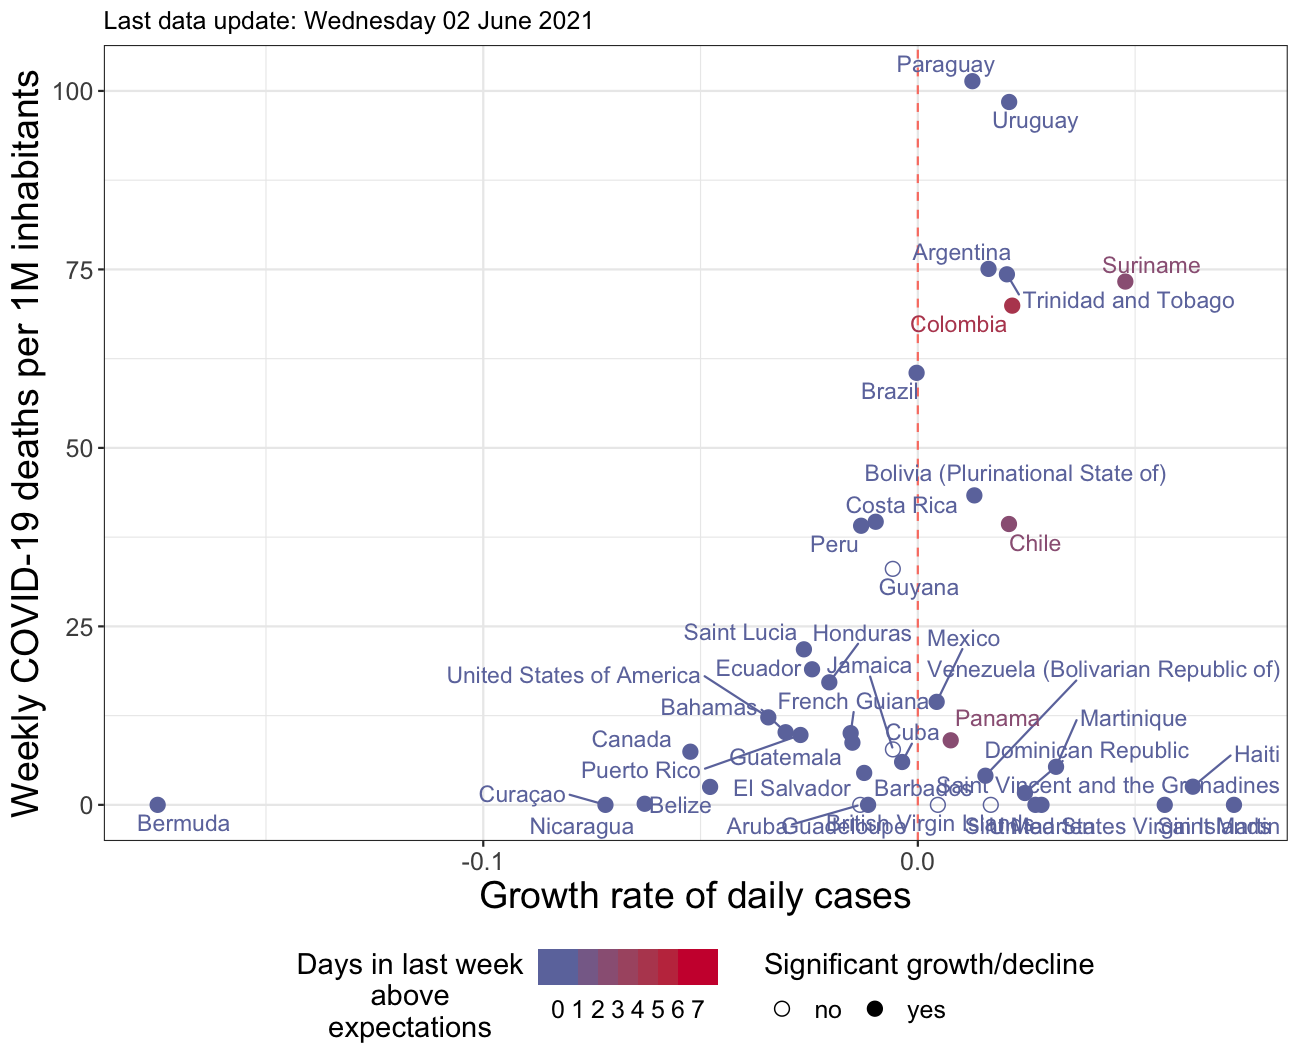 Last data update: Wednesday 02 June 2021
Weekly COVID-19 deaths per 1M inhabitants
100
75
50
25
0
Paraguay
Uruguay
Argentina
Suriname
Trinidad and Tobago
Colombia
Brazil
Bolivia (Plurinational State of)
Costa Rica
Peru
Chile
Guyana
Saint Lucia
Honduras
Mexico
Ecuador
Jamaica
Venezuela (Bolivarian Republic of)
United States of America
French Guiana
Bahamas
Panama
Martinique
Cuba
Canada
Dominican Republic
Guatemala
Haiti
Puerto Rico
El Salvador
Barbados
Saint Vincent and the Grenadines
Curaçao
Belize
Bermuda
Nicaragua
Aruba
Guadeloupe
British Virgin Islands
United States Virgin Islands
Saint Martin
-0.1
0.0
Growth rate of daily cases
Days in last week
above
expectations
0 1 2 3 4 5 6 7
Significant growth/decline
no
yes